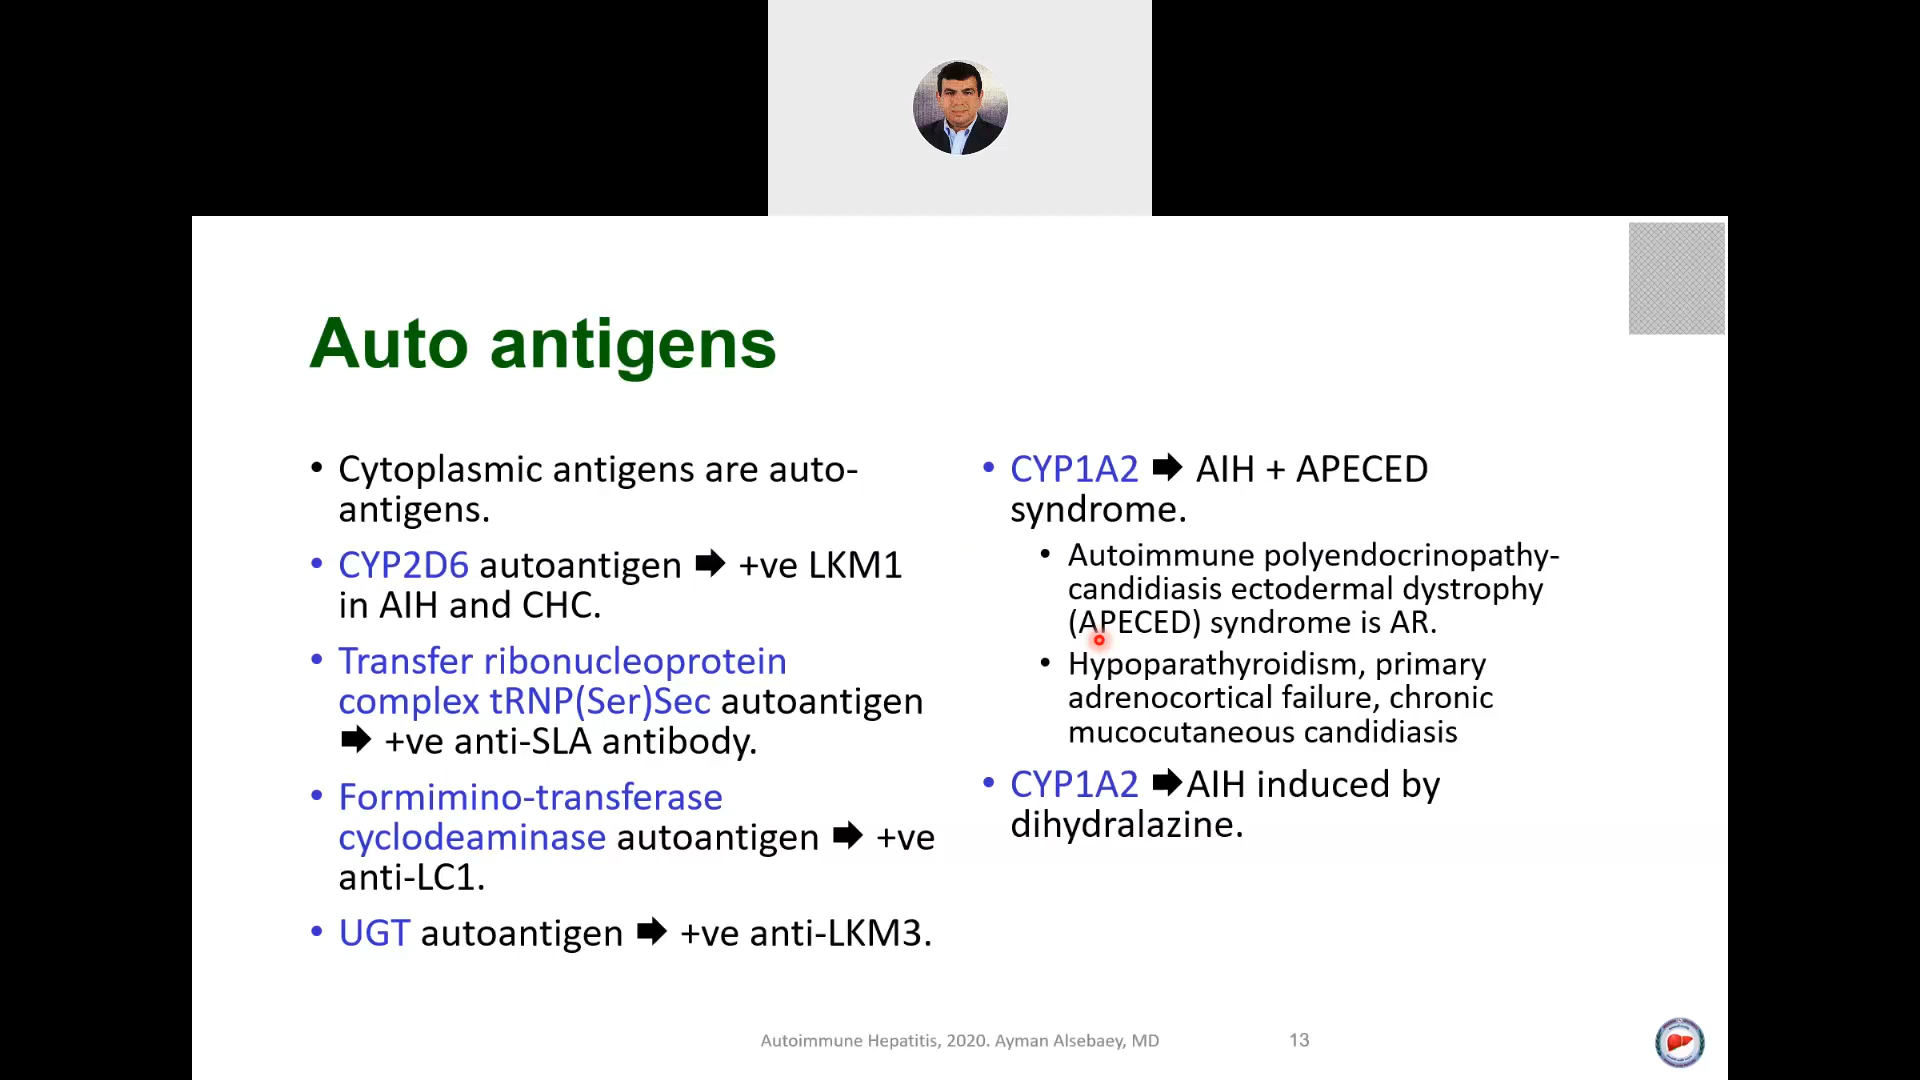 Auto antigens
• Cytoplasmic antigens are auto-
antigens.
• CYP2D6 autoantigen 🡆 +ve LKM1
in AIH and CHC.
• Transfer ribonucleoprotein
complex tRNP(Ser)Sec autoantigen
🡆 +ve anti-SLA antibody.
• Formimino-transferase
cyclodeaminase autoantigen 🡆 +ve
anti-LC1.
• UGT autoantigen 🡆 +ve anti-LKM3.
• CYP1A2 🡆 AIH + APECED
syndrome.
• Autoimmune polyendocrinopathy-
candidiasis ectodermal dystrophy
(APECED) syndrome is AR.
• Hypoparathyroidism, primary
adrenocortical failure, chronic
mucocutaneous candidiasis
• CYP1A2 🡆AIH induced by
dihydralazine.
Autoimmune Hepatitis, 2020. Ayman Alsebaey, MD
13